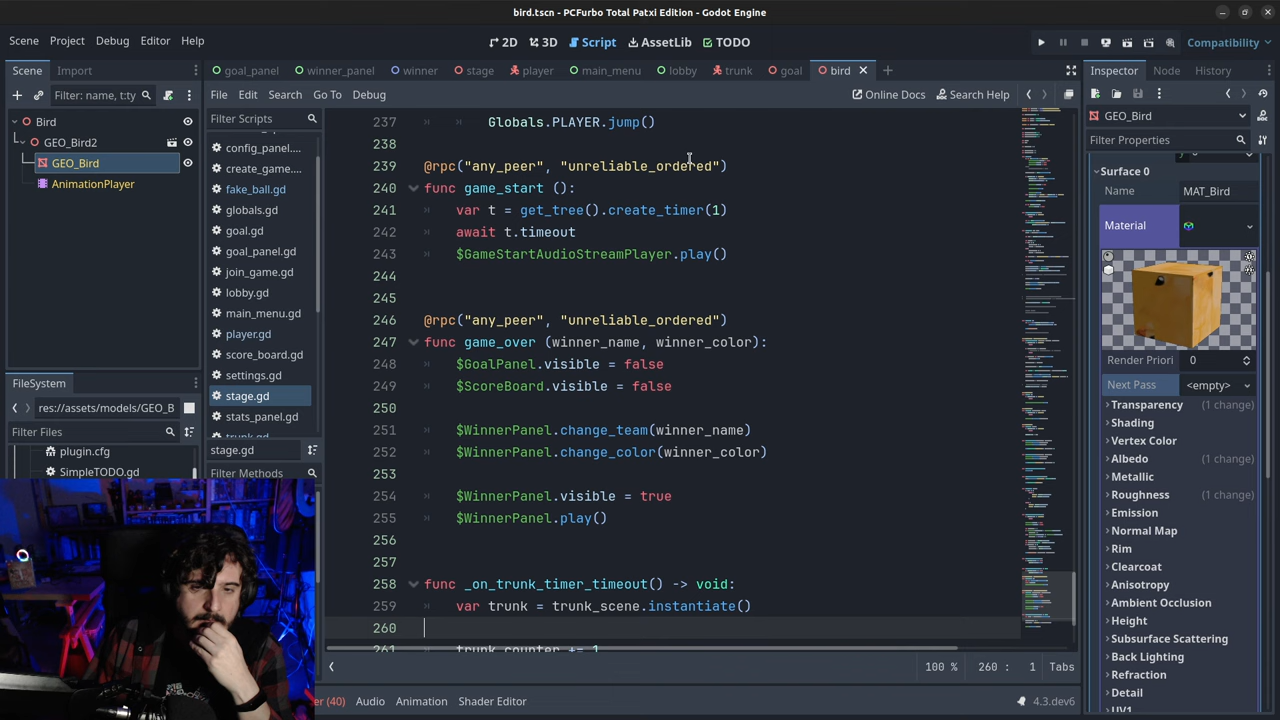 bird.tscn - PCFurbo Total Patxi Edition - Godot Engine
Scene Project Debug Editor Help
2D 3D Script AssetLib TODO
Compatibility
Scene Import
goal_panel winner_panel winner stage player main_menu lobby trunk goal bird
Inspector Node History
Filter: name, t:ty
File Edit Search Go To Debug
Online Docs Search Help
Bird
GEO_Bird2
GEO_Bird
AnimationPlayer
Filter Scripts
config_panel....
create_game....
fake_ball.gd
globals.gd
goal.gd
goal_panel.gd
join_game.gd
lobby.gd
main_menu.gd
player.gd
score_board.gd
settings.gd
stage.gd
stats_panel.gd
trunk.gd
stage.gd
Filter Methods
FileSystem
res://assets/models/GEO_B
Filter Files
plugin.cfg
SimpleTODO.gd
237 Globals.PLAYER.jump()
238
239 @rpc("any_peer", "unreliable_ordered")
240 func game_start ():
241 var t = get_tree().create_timer(1)
242 await t.timeout
243 $GameStartAudioStreamPlayer.play()
244
245
246 @rpc("any_peer", "unreliable_ordered")
247 func game_over (winner_name, winner_color):
248 $GoalPanel.visible = false
249 $ScoreBoard.visible = false
250
251 $WinnerPanel.change_team(winner_name)
252 $WinnerPanel.change_color(winner_color)
253
254 $WinnerPanel.visible = true
255 $WinnerPanel.play()
256
257
258 func _on_trunk_timer_timeout() -> void:
259 var trunk = trunk_scene.instantiate()
260
261 trunk_counter += 1
100 % 260 : 1 Tabs
(40) Audio Animation Shader Editor
4.3.dev6
GEO_Bird
Filter Properties
Surface 0
Name MAT_Bird
Material
Render Priori 0
Next Pass <empty>
Transparency (1 change)
Shading
Vertex Color
Albedo (1 change)
Metallic
Roughness (1 change)
Emission
Normal Map
Rim
Clearcoat
Anisotropy
Ambient Occlusion
Height
Subsurface Scattering
Back Lighting
Refraction
Detail
UV1